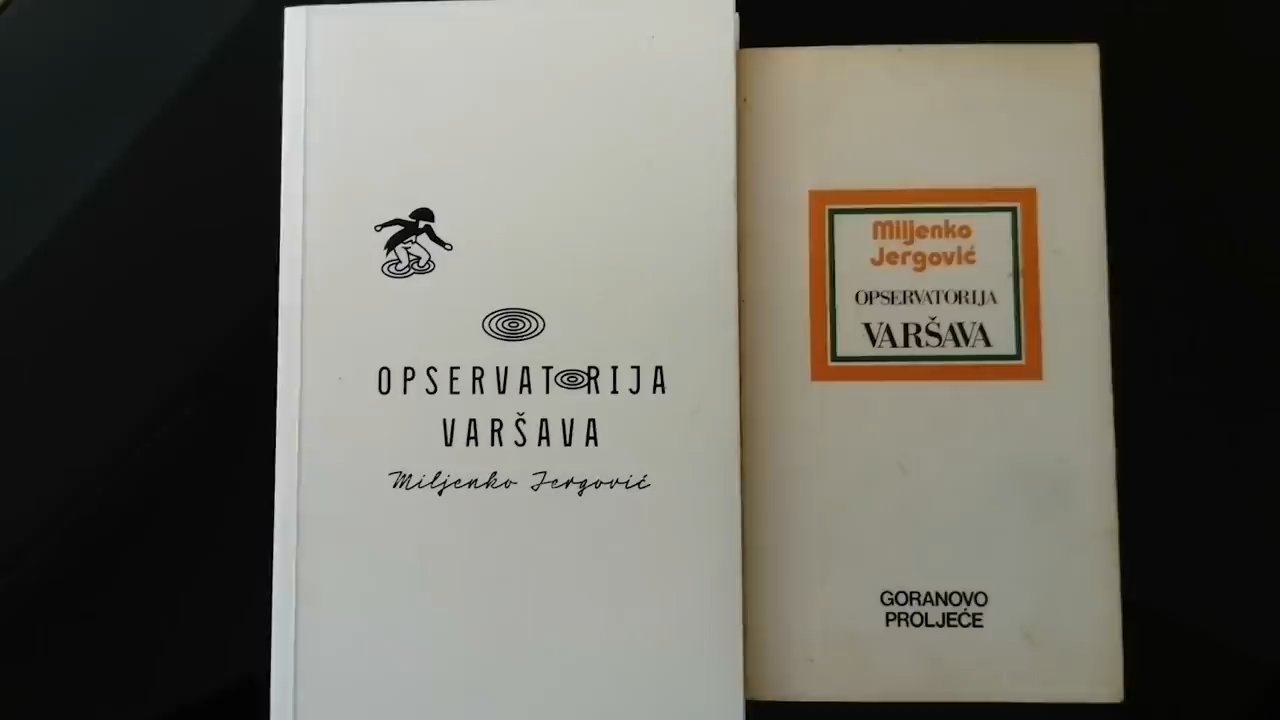 OPSERVATORIJA
VARŠAVA
Miljenko Jergović
Miljenko
Jergović
OPSERVATORIJA
VARŠAVA
GORANOVO
PROLJEĆE